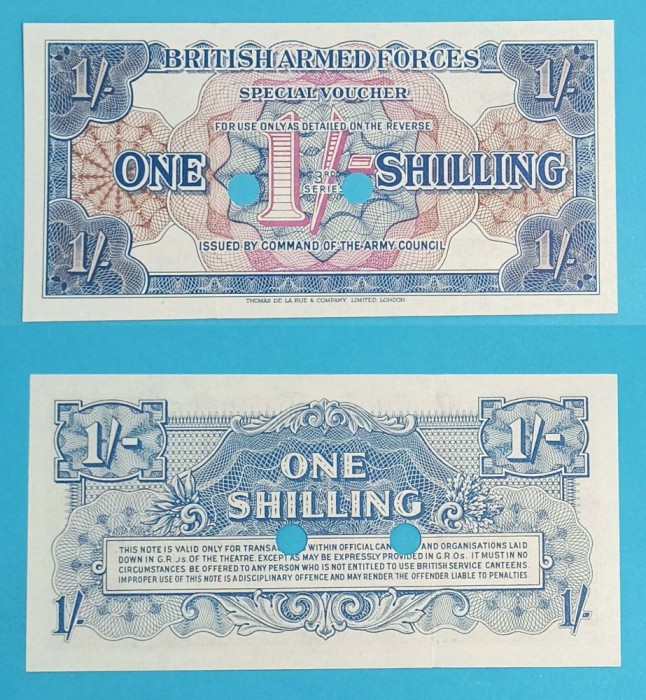 1/-
BRITISH ARMED FORCES
1/-
SPECIAL VOUCHER
FOR USE ONLY AS DETAILED ON THE REVERSE
ONE 1/- SHILLING
3RD
SERIES
ISSUED BY COMMAND OF THE ARMY COUNCIL
1/-
1/-
THOMAS DE LA RUE & COMPANY, LIMITED, LONDON
1/-
1/-
ONE
SHILLING
THIS NOTE IS VALID ONLY FOR WITHIN OFFICIAL AND ORGANISATIONS LAID
DOWN IN G.R.Os. OF THE THEATRE. EXCEPT AS MAY BE EXPRESSLY PROVIDED IN G.R.Os. IT MUST IN NO
CIRCUMSTANCES BE OFFERED TO ANY PERSON WHO IS NOT ENTITLED TO USE BRITISH SERVICE CANTEENS.
IMPROPER USE OF THIS NOTE IS A DISCIPLINARY OFFENCE AND MAY RENDER THE OFFENDER LIABLE TO PENALTIES
1/-
1/-